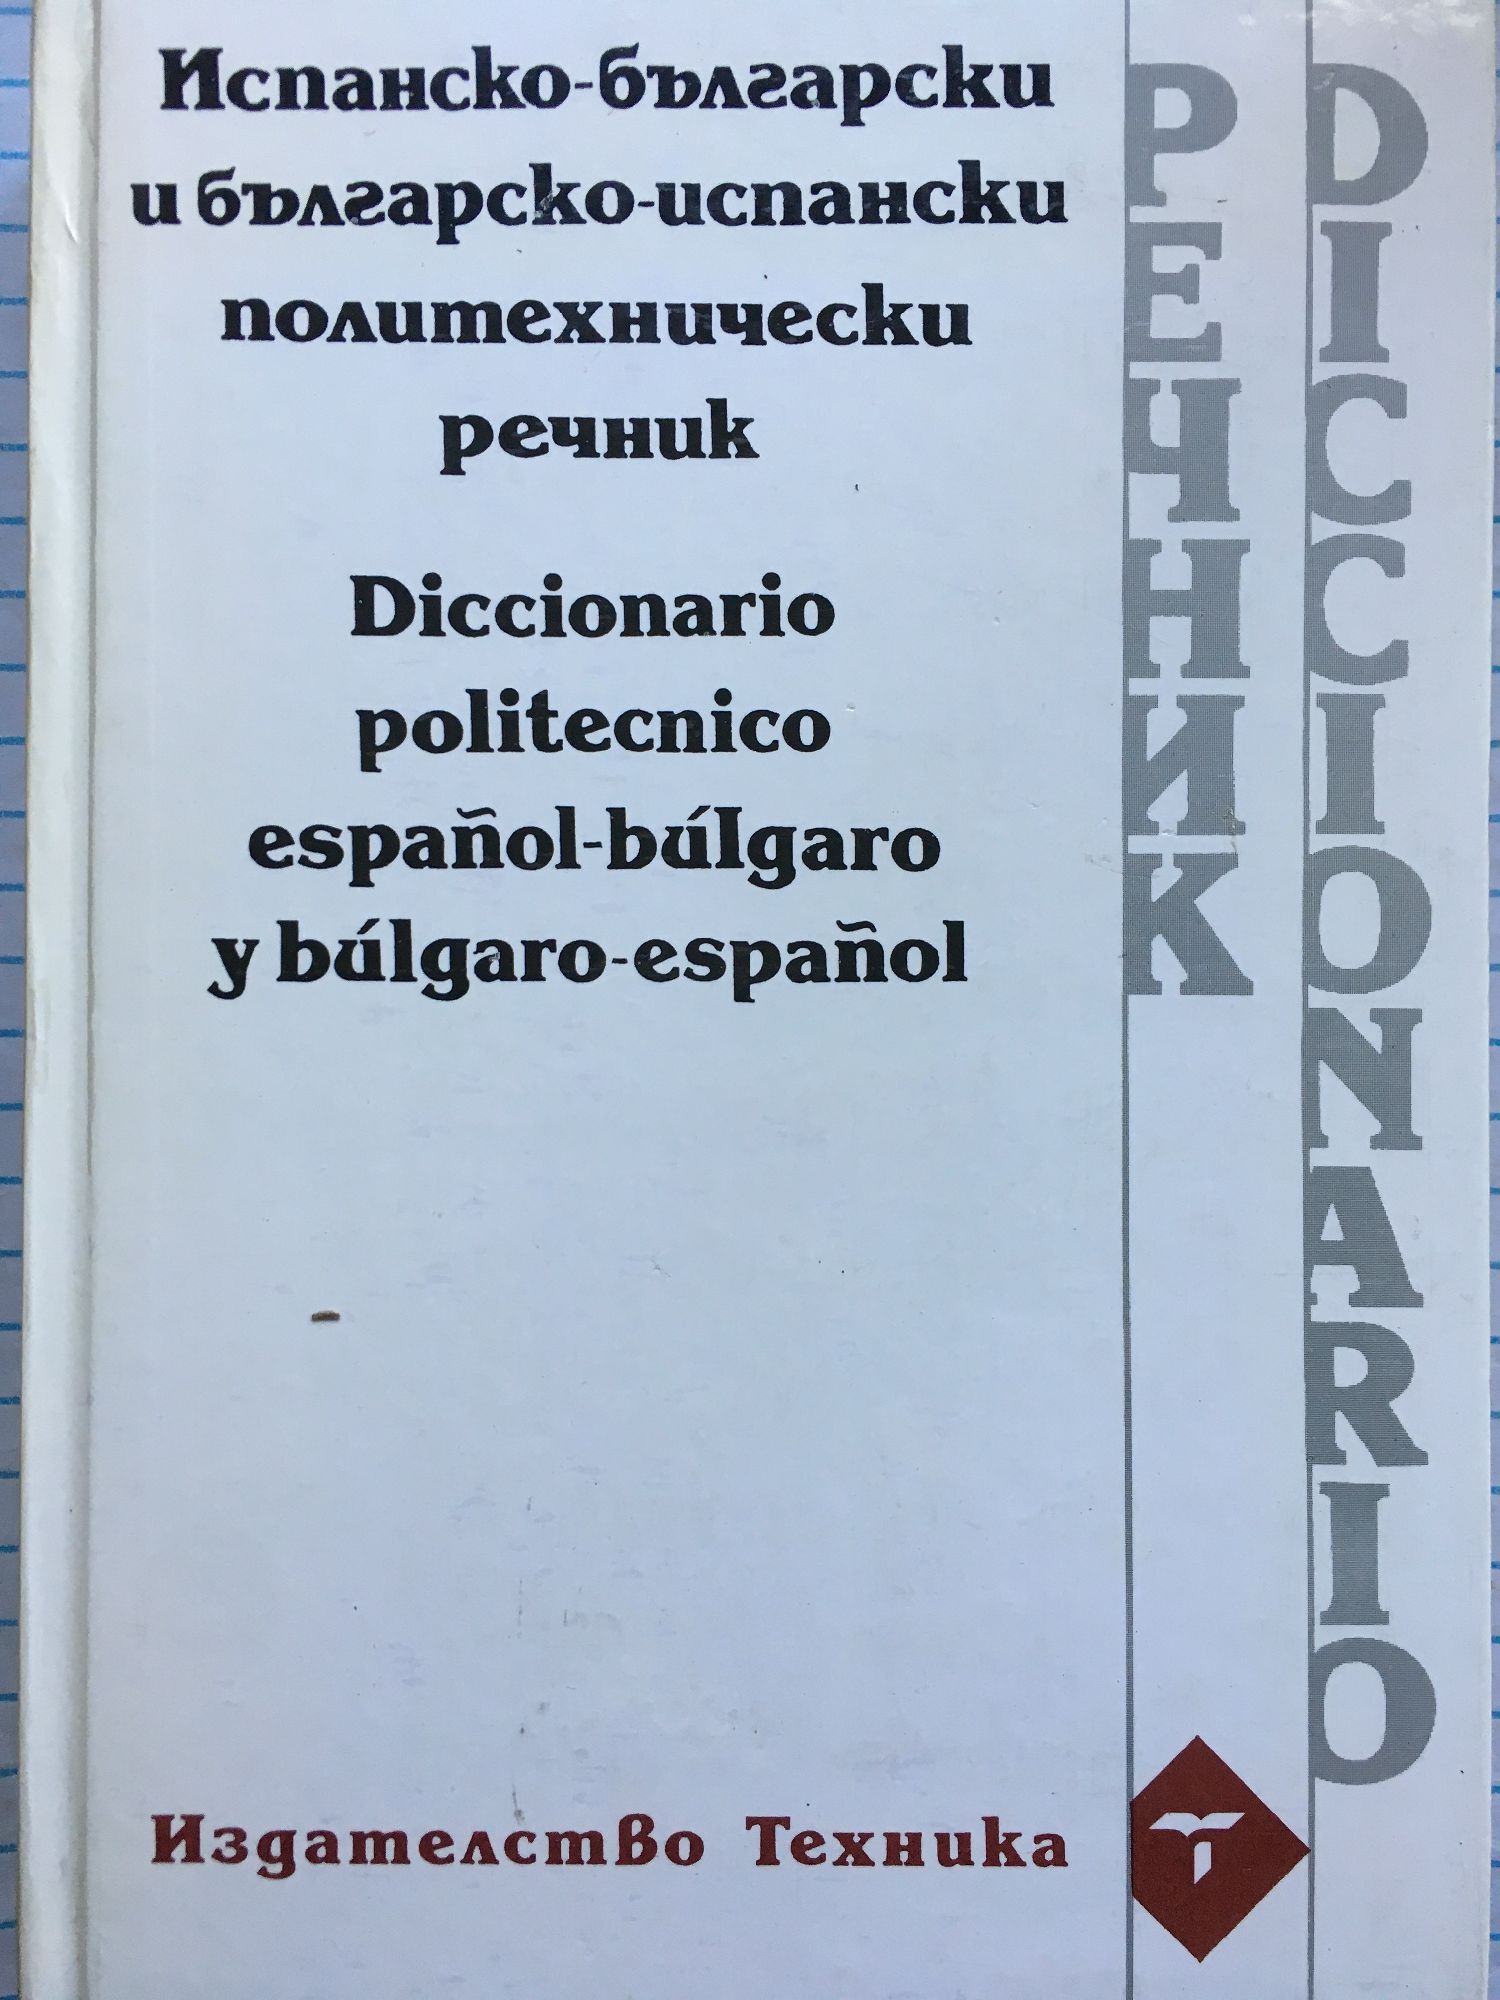 Испанско-български
и българско-испански
политехнически
речник
Diccionario
politecnico
español-búlgaro
y búlgaro-español
РЕЧНИК
DICCIONARIO
Издателство Техника